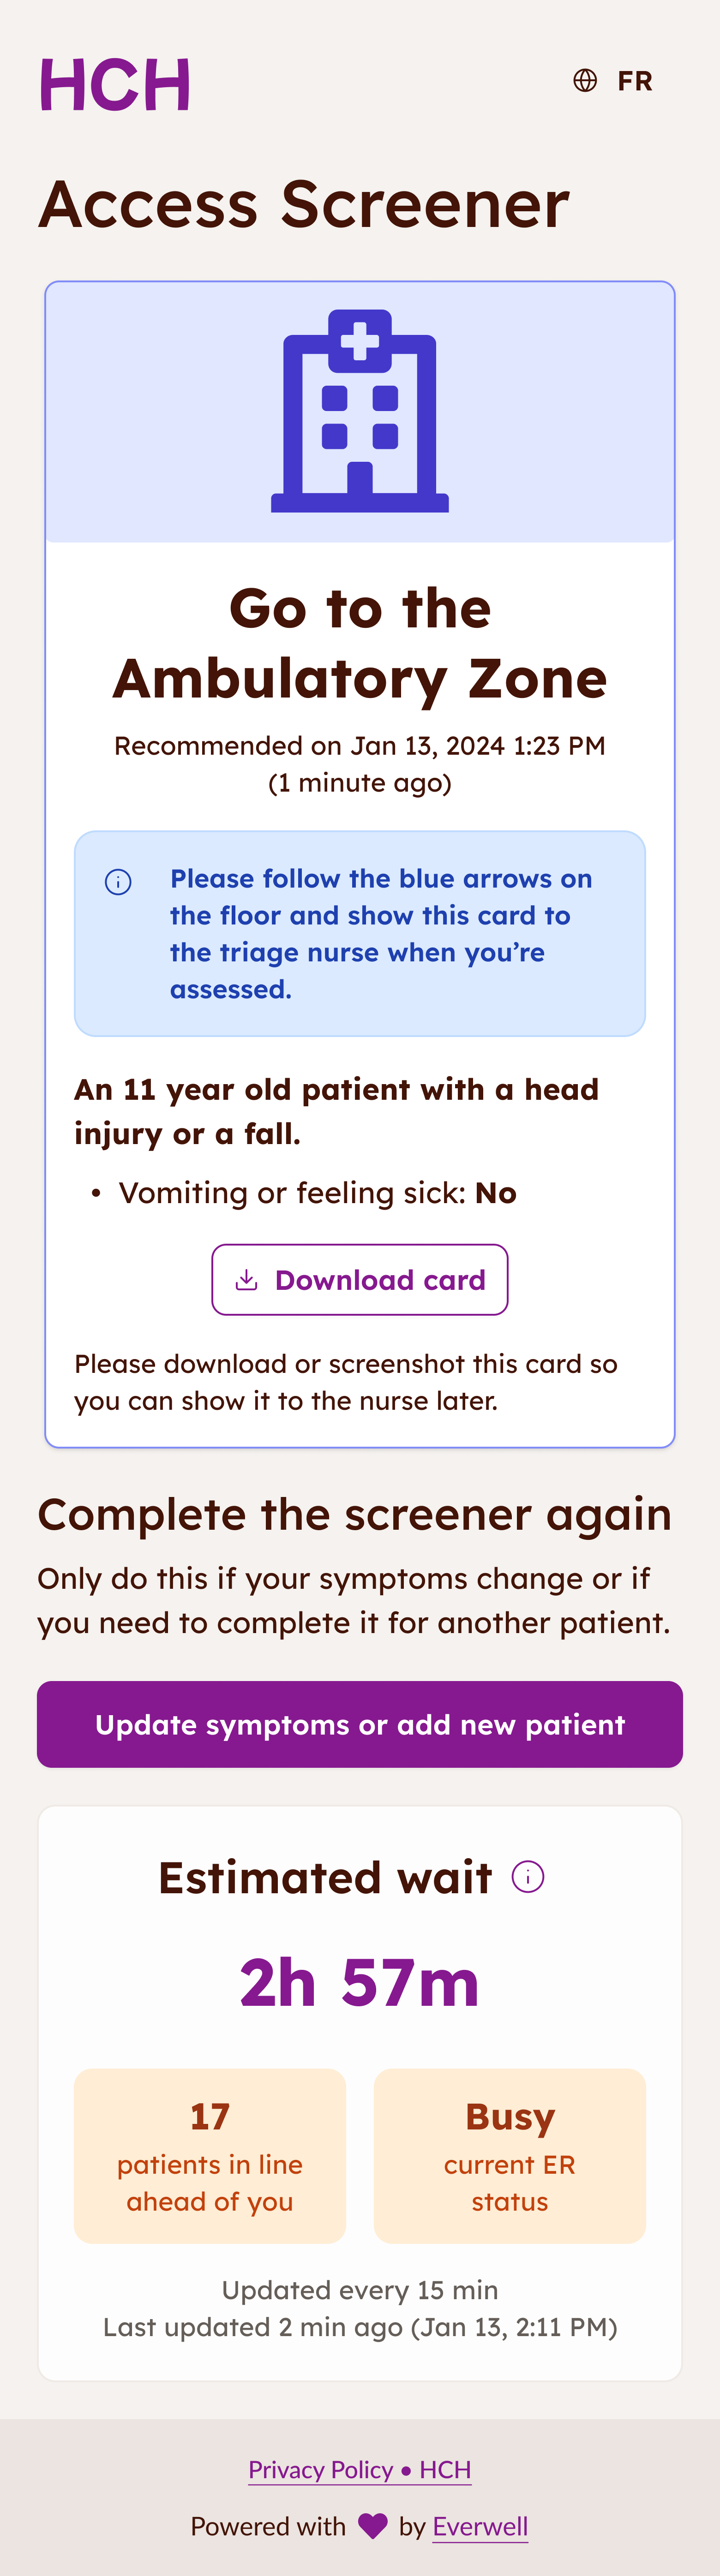 HCH
FR
Access Screener
Go to the
Ambulatory Zone
Recommended on Jan 13, 2024 1:23 PM
(1 minute ago)
Please follow the blue arrows on
the floor and show this card to
the triage nurse when you’re
assessed.
An 11 year old patient with a head
injury or a fall.
• Vomiting or feeling sick: No
Download card
Please download or screenshot this card so
you can show it to the nurse later.
Complete the screener again
Only do this if your symptoms change or if
you need to complete it for another patient.
Update symptoms or add new patient
Estimated wait
2h 57m
17
patients in line
ahead of you
Busy
current ER
status
Updated every 15 min
Last updated 2 min ago (Jan 13, 2:11 PM)
Privacy Policy • HCH
Powered with 💜 by Everwell